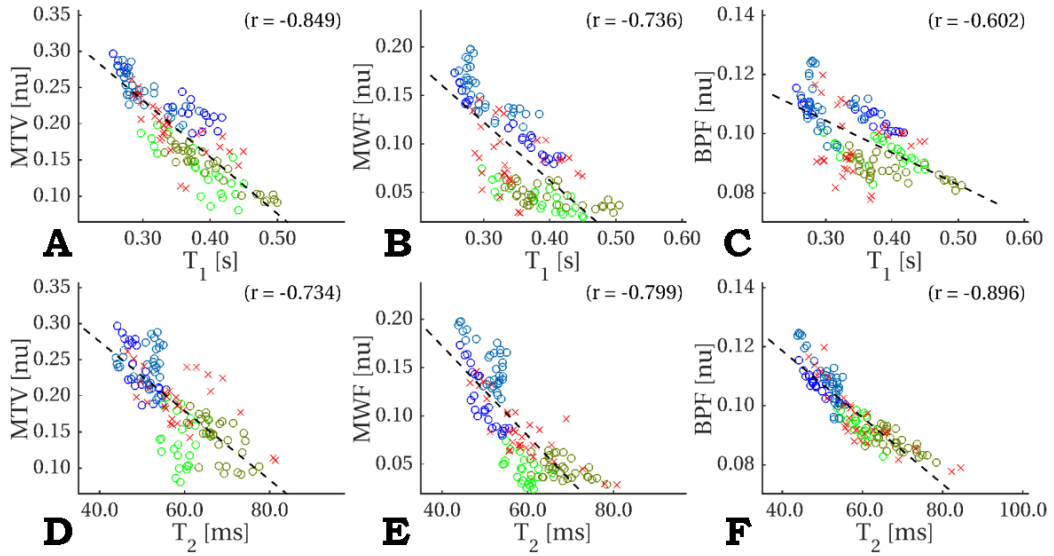 (r = -0.849)
0.35
0.30
0.25
0.20
0.15
0.10
MTV [nu]
0.30 0.40 0.50
T1 [s]
A
(r = -0.736)
0.20
0.15
0.10
0.05
MWF [nu]
0.20 0.30 0.40 0.50 0.60
T1 [s]
B
(r = -0.602)
0.14
0.12
0.10
0.08
BPF [nu]
0.30 0.40 0.50 0.60
T1 [s]
C
(r = -0.734)
0.35
0.30
0.25
0.20
0.15
0.10
MTV [nu]
40.0 60.0 80.0
T2 [ms]
D
(r = -0.799)
0.20
0.15
0.10
0.05
MWF [nu]
40.0 60.0 80.0
T2 [ms]
E
(r = -0.896)
0.14
0.12
0.10
0.08
BPF [nu]
40.0 60.0 80.0 100.0
T2 [ms]
F